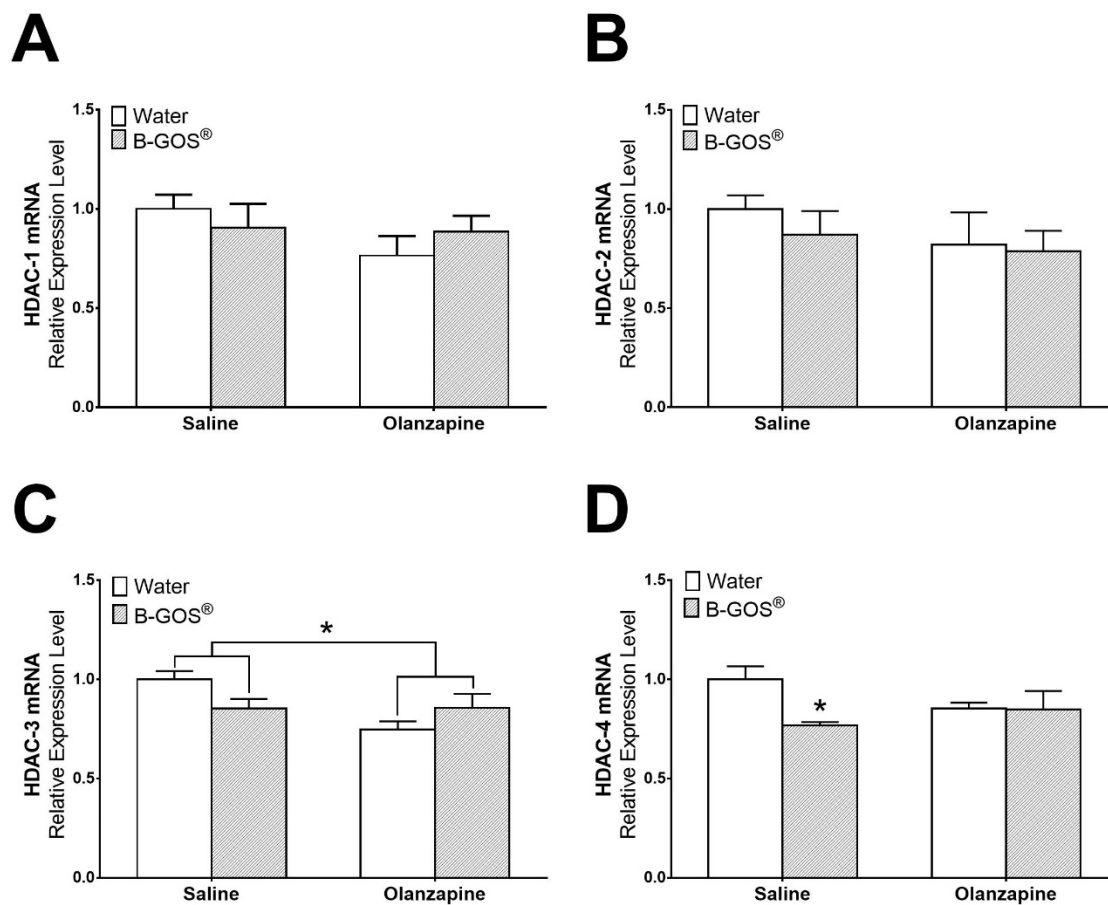 A
HDAC-1 mRNA
Relative Expression Level
1.5
1.0
0.5
0.0
Water
B-GOS®
Saline
Olanzapine
B
HDAC-2 mRNA
Relative Expression Level
1.5
1.0
0.5
0.0
Water
B-GOS®
Saline
Olanzapine
C
HDAC-3 mRNA
Relative Expression Level
1.5
1.0
0.5
0.0
Water
B-GOS®
*
Saline
Olanzapine
D
HDAC-4 mRNA
Relative Expression Level
1.5
1.0
0.5
0.0
Water
B-GOS®
*
Saline
Olanzapine